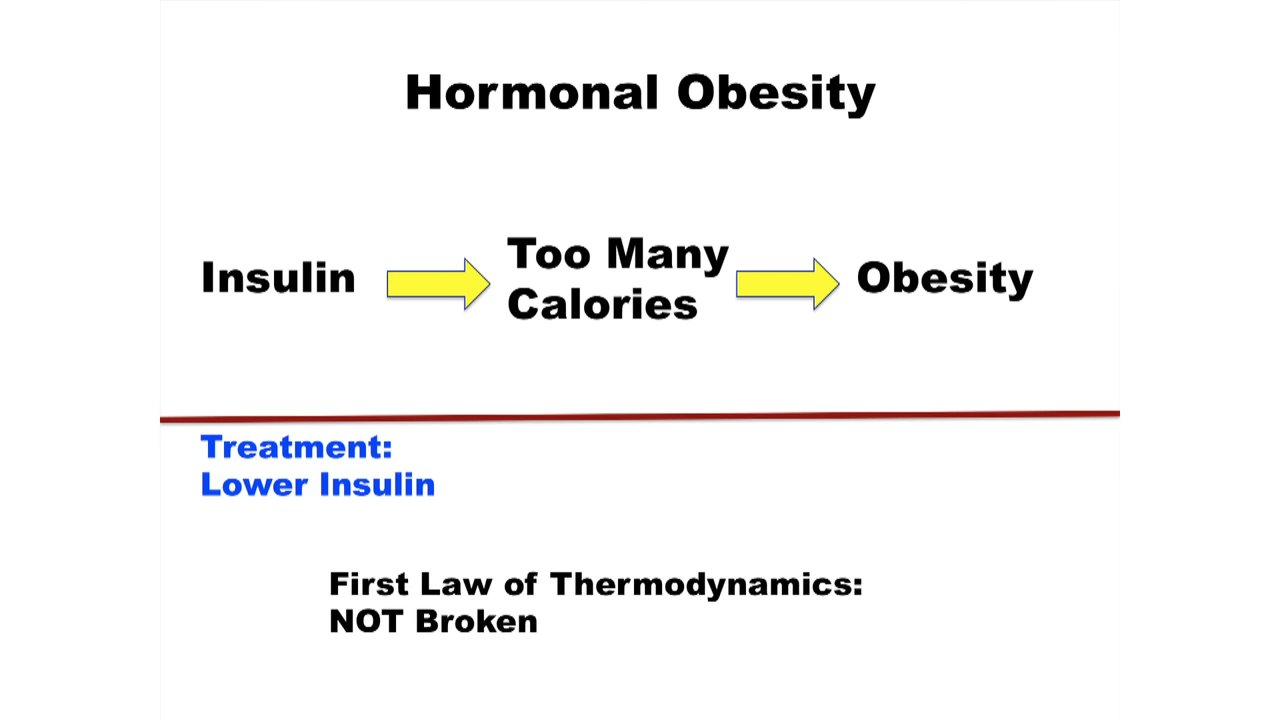 Hormonal Obesity
Insulin
Too Many
Calories
Obesity
Treatment:
Lower Insulin
First Law of Thermodynamics:
NOT Broken